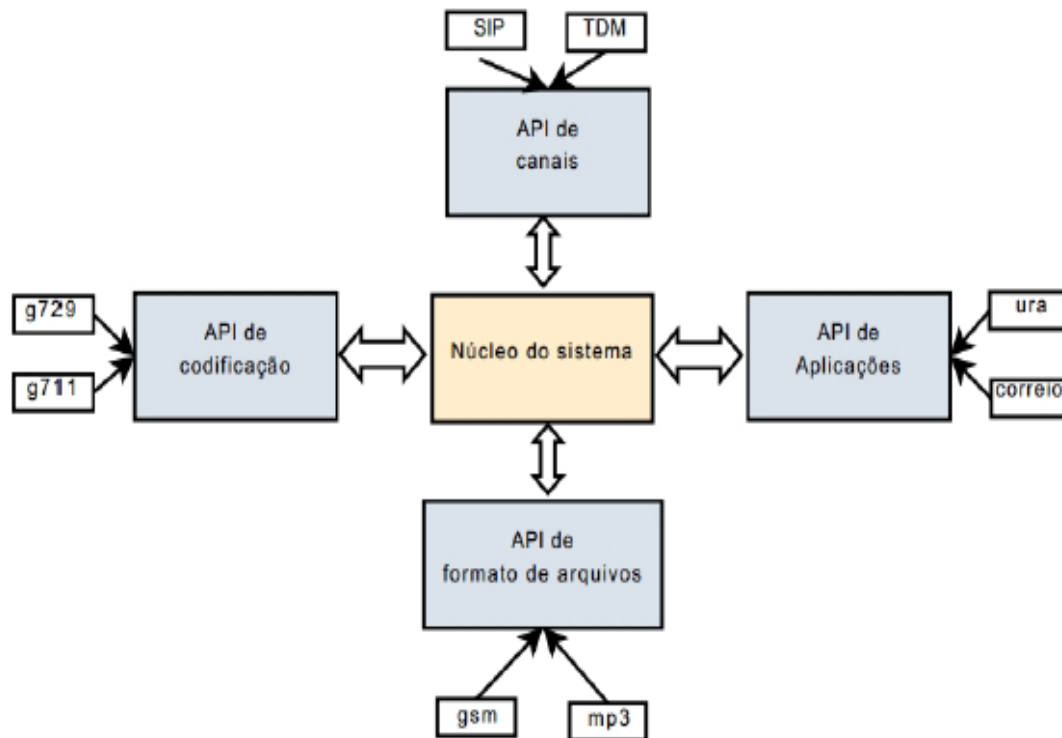 SIP
TDM
API de
canais
g729
g711
API de
codificação
Núcleo do sistema
API de
Aplicações
ura
correio
API de
formato de arquivos
gsm
mp3